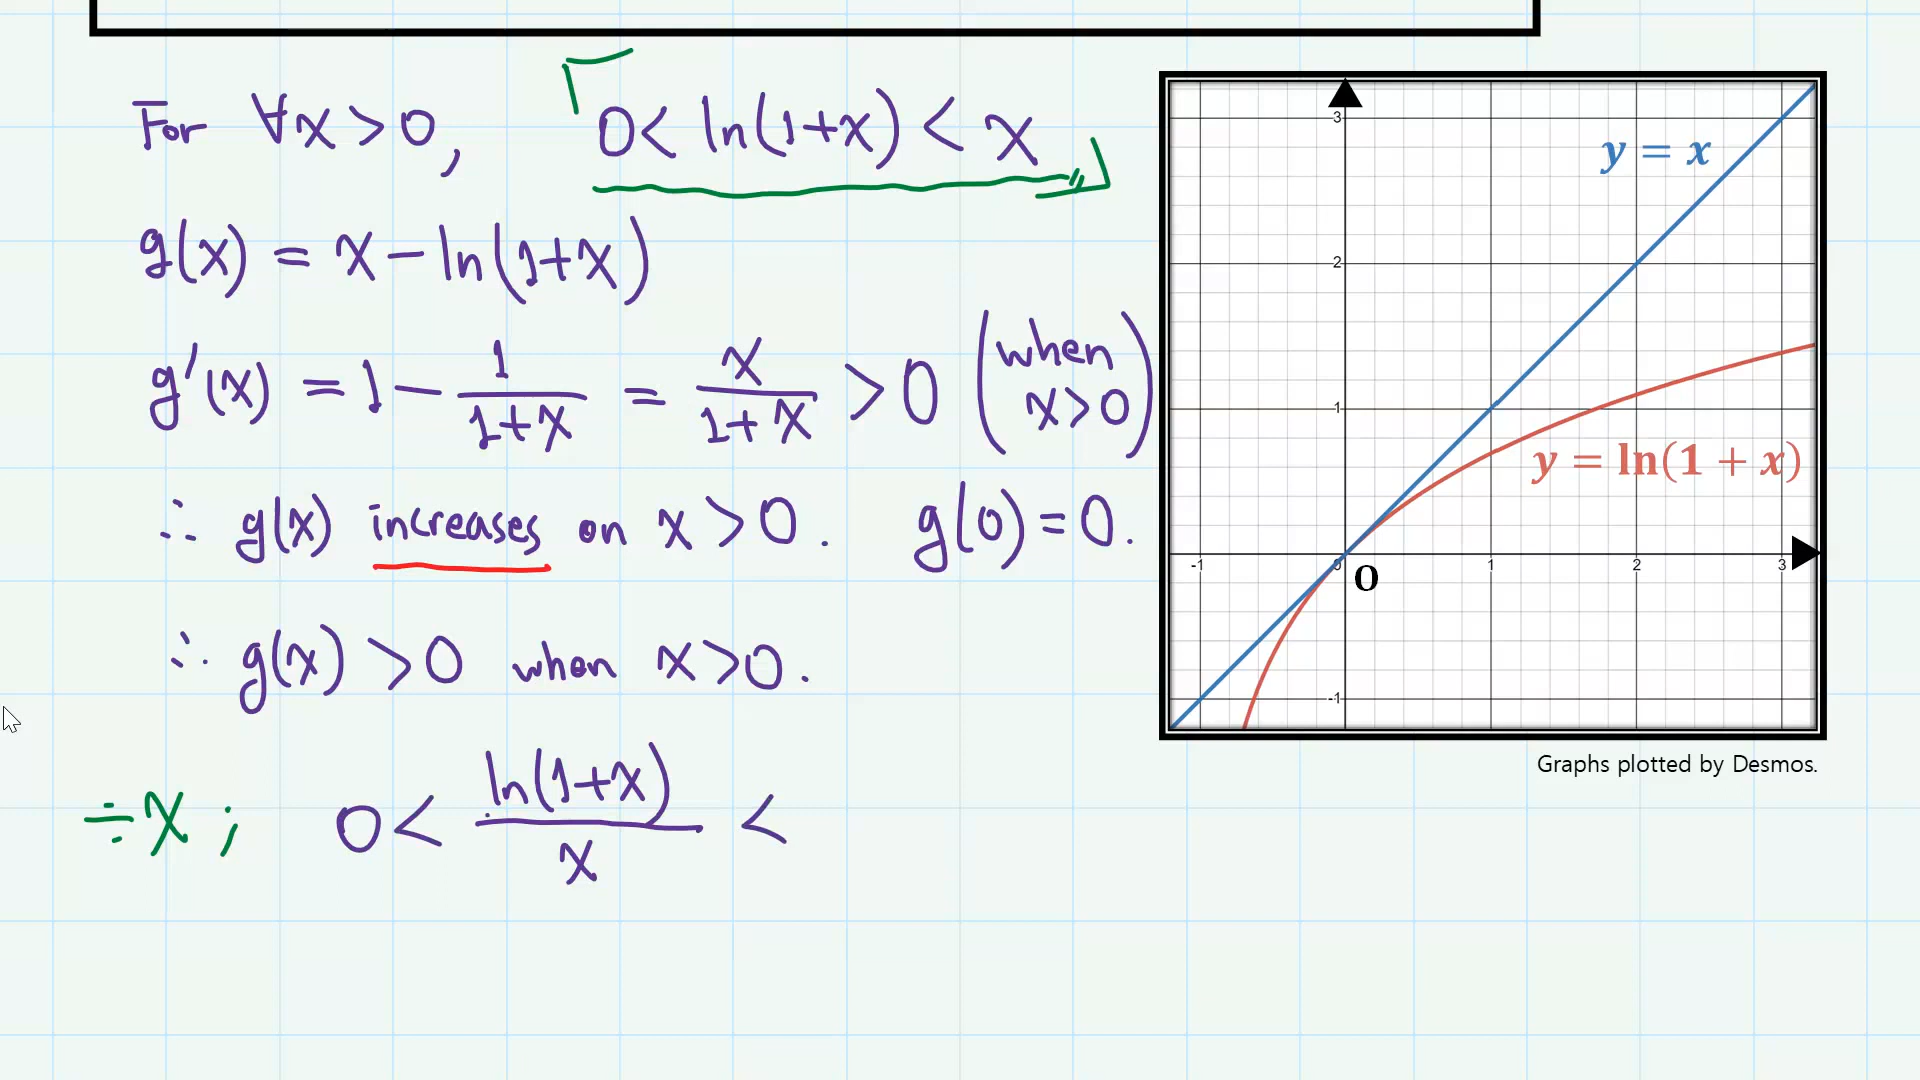 For ∀x > 0, 0 < ln(1+x) < x
g(x) = x − ln(1+x)
g'(x) = 1 − 1/(1+x) = x/(1+x) > 0 (when x>0)
∴ g(x) increases on x > 0. g(0) = 0.
∴ g(x) > 0 when x > 0.
÷x ; 0 < ln(1+x)/x <
3
y = x
2
1
y = ln(1 + x)
-1 0 1 2 3
O
-1
Graphs plotted by Desmos.